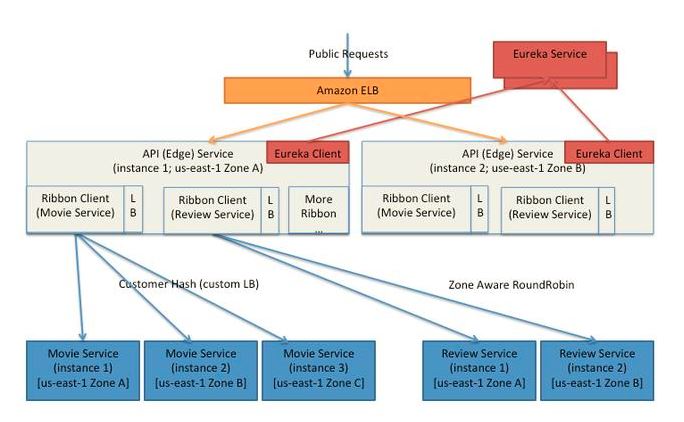 Public Requests
Eureka Service
Amazon ELB
API (Edge) Service
(instance 1; us-east-1 Zone A)
Eureka Client
API (Edge) Service
(instance 2; use-east-1 Zone B)
Eureka Client
Ribbon Client
(Movie Service)
L
B
Ribbon Client
(Review Service)
L
B
More
Ribbon
...
Ribbon Client
(Movie Service)
L
B
Ribbon Client
(Review Service)
L
B
Customer Hash (custom LB)
Zone Aware RoundRobin
Movie Service
(instance 1)
[us-east-1 Zone A]
Movie Service
(instance 2)
[us-east-1 Zone B]
Movie Service
(instance 3)
[us-east-1 Zone C]
Review Service
(instance 1)
[us-east-1 Zone A]
Review Service
(instance 2)
[us-east-1 Zone B]